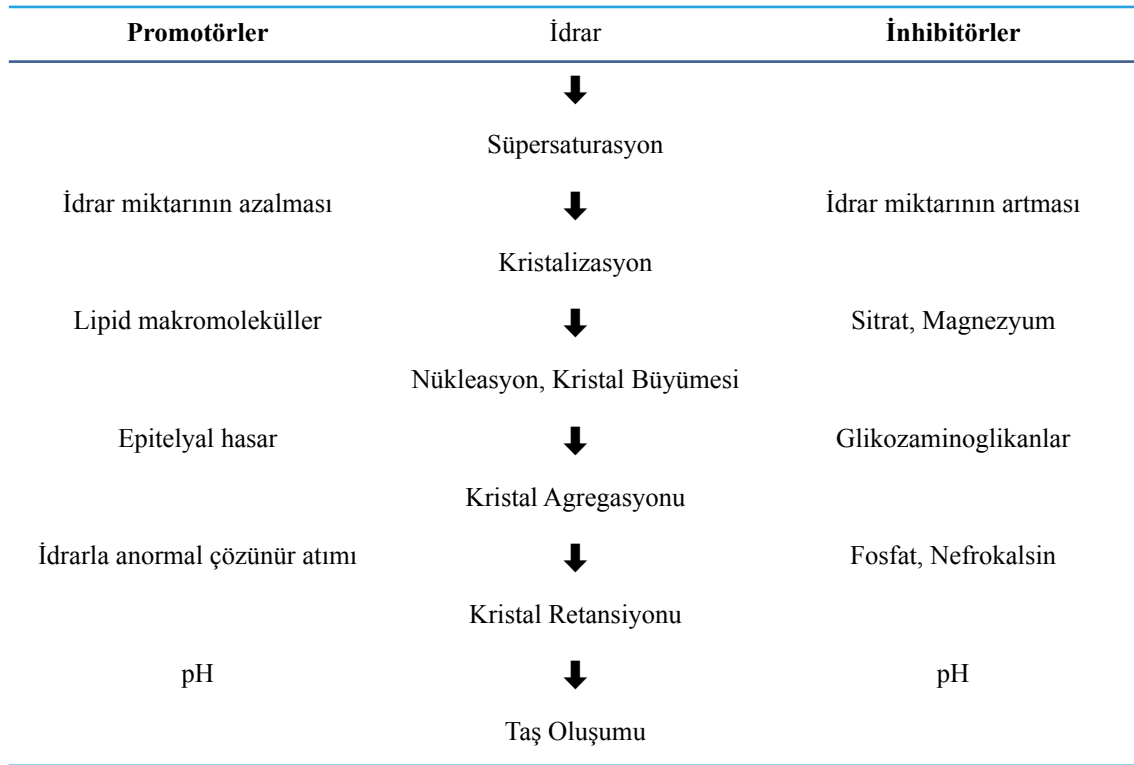 Promotörler İdrar İnhibitörler
Süpersaturasyon
İdrar miktarının azalması İdrar miktarının artması
Kristalizasyon
Lipid makromoleküller Sitrat, Magnezyum
Nükleasyon, Kristal Büyümesi
Epitelyal hasar Glikozaminoglikanlar
Kristal Agregasyonu
İdrarla anormal çözünür atımı Fosfat, Nefrokalsin
Kristal Retansiyonu
pH pH
Taş Oluşumu